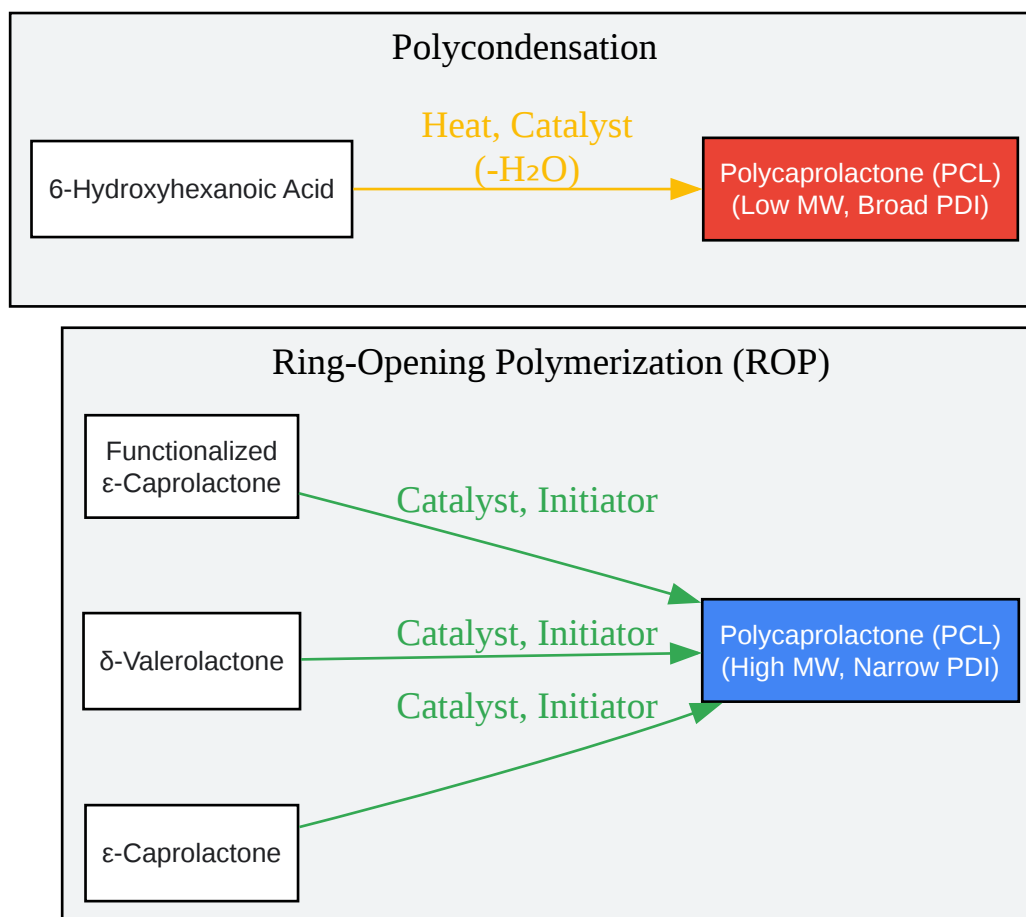 Polycondensation
Heat, Catalyst
(-H₂O)
6-Hydroxyhexanoic Acid
Polycaprolactone (PCL)
(Low MW, Broad PDI)
Ring-Opening Polymerization (ROP)
Functionalized
ε-Caprolactone
Catalyst, Initiator
δ-Valerolactone
Catalyst, Initiator
Polycaprolactone (PCL)
(High MW, Narrow PDI)
Catalyst, Initiator
ε-Caprolactone